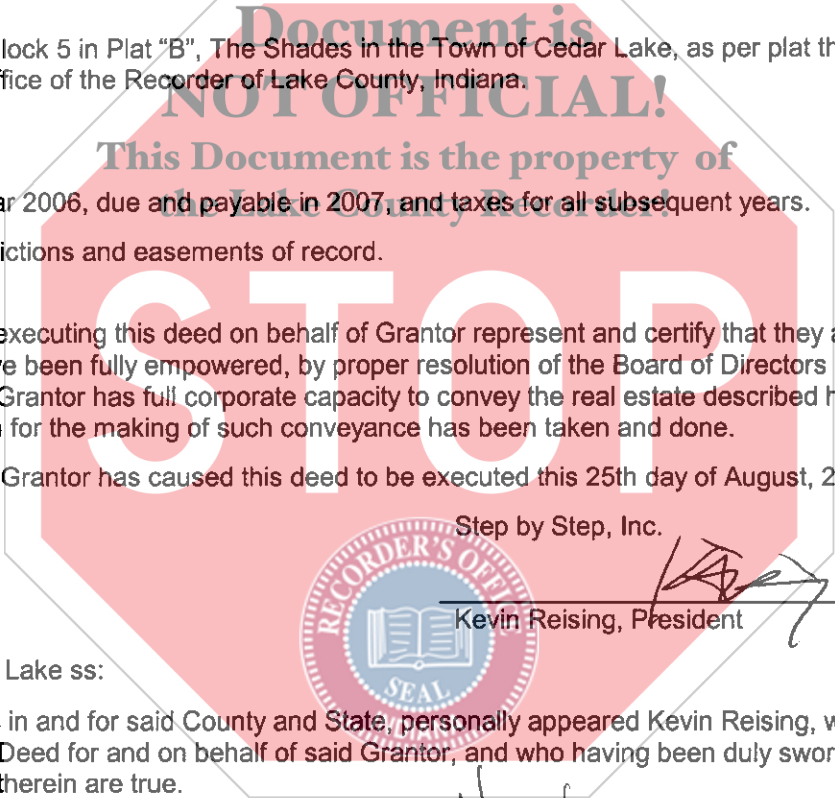 Document is
lock 5 in Plat “B”, The Shades in the Town of Cedar Lake, as per plat th
ffice of the Recorder of Lake County, Indiana.
NOT OFFICIAL!
This Document is the property of
the Lake County Recorder!
ar 2006, due and payable in 2007, and taxes for all subsequent years.
ictions and easements of record.
STOP
executing this deed on behalf of Grantor represent and certify that they a
ve been fully empowered, by proper resolution of the Board of Directors
Grantor has full corporate capacity to convey the real estate described h
for the making of such conveyance has been taken and done.
Grantor has caused this deed to be executed this 25th day of August, 2
Step by Step, Inc.
Kevin Reising, President
RECORDER'S OFFICE
SEAL
INDIANA
Lake ss:
in and for said County and State, personally appeared Kevin Reising, w
Deed for and on behalf of said Grantor, and who having been duly swor
therein are true.